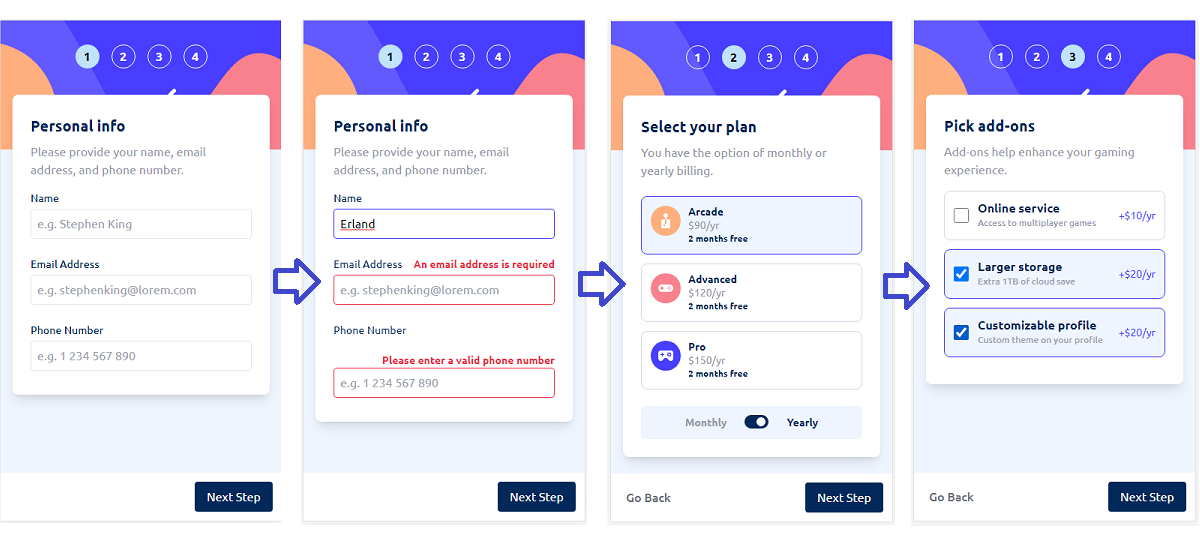 1 2 3 4
Personal info
Please provide your name, email
address, and phone number.
Name
e.g. Stephen King
Email Address
e.g. stephenking@lorem.com
Phone Number
e.g. 1 234 567 890
Next Step
1 2 3 4
Personal info
Please provide your name, email
address, and phone number.
Name
Erland
Email Address An email address is required
e.g. stephenking@lorem.com
Phone Number
Please enter a valid phone number
e.g. 1 234 567 890
Next Step
1 2 3 4
Select your plan
You have the option of monthly or
yearly billing.
Arcade
$90/yr
2 months free
Advanced
$120/yr
2 months free
Pro
$150/yr
2 months free
Monthly Yearly
Go Back Next Step
1 2 3 4
Pick add-ons
Add-ons help enhance your gaming
experience.
Online service
Access to multiplayer games
+$10/yr
Larger storage
Extra 1TB of cloud save
+$20/yr
Customizable profile
Custom theme on your profile
+$20/yr
Go Back Next Step